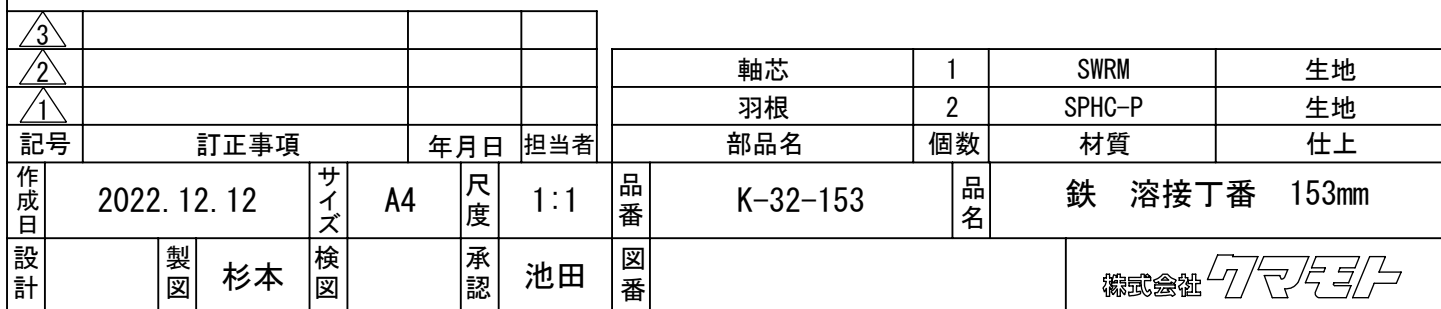 3
2
軸芯 1 SWRM 生地
1
羽根 2 SPHC-P 生地
記号 訂正事項 年月日 担当者 部品名 個数 材質 仕上
作成日 2022.12.12 サイズ A4 尺度 1:1 品番 K-32-153 品名 鉄 溶接丁番 153mm
設計 製図 杉本 検図 承認 池田 図番 株式会社クマモト